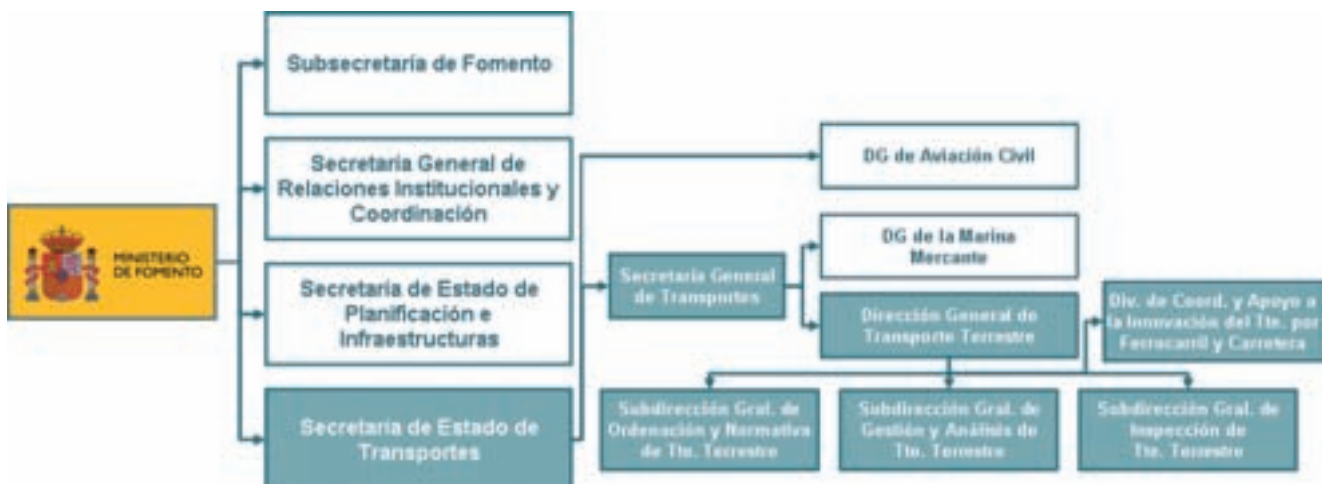 Subsecretaría de Fomento
Secretaría General de
Relaciones Institucionales y
Coordinación
MINISTERIO
DE FOMENTO
Secretaría de Estado de
Planificación e
Infraestructuras
Secretaría de Estado de
Transportes
DG de Aviación Civil
Secretaría General
de Transportes
DG de la Marina
Mercante
Dirección General de
Transporte Terrestre
Div. de Coord. y Apoyo a
la Innovación del Tte. por
Ferrocarril y Carretera
Subdirección Gral. de
Ordenación y Normativa
de Tte. Terrestre
Subdirección Gral. de
Gestión y Análisis de
Tte. Terrestre
Subdirección Gral. de
Inspección de
Tte. Terrestre